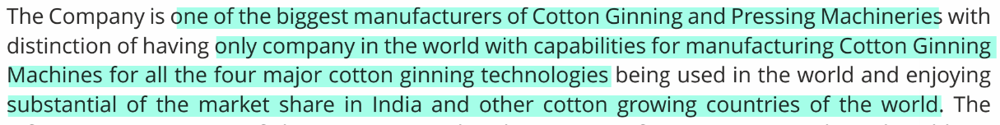 The Company is one of the biggest manufacturers of Cotton Ginning and Pressing Machineries with
distinction of having only company in the world with capabilities for manufacturing Cotton Ginning
Machines for all the four major cotton ginning technologies being used in the world and enjoying
substantial of the market share in India and other cotton growing countries of the world. The